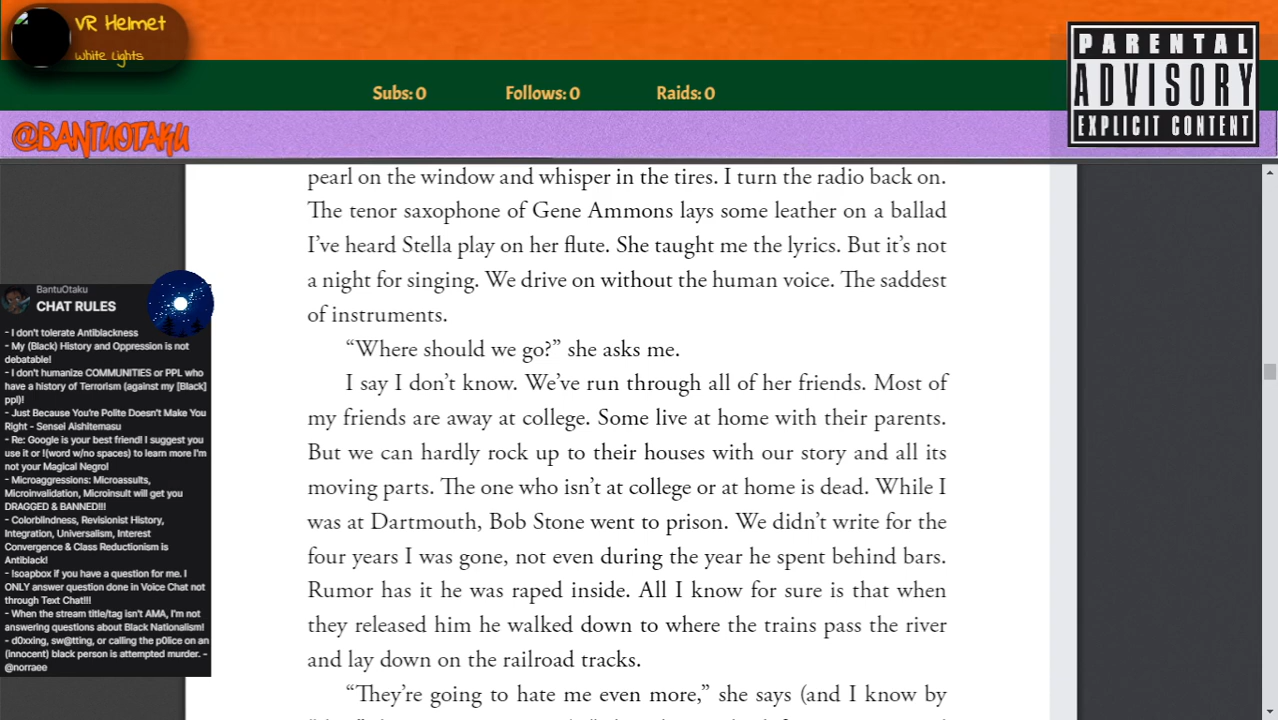 VR Helmet
White Lights
PARENTAL
ADVISORY
EXPLICIT CONTENT
Subs: 0
Follows: 0
Raids: 0
@BANTUOTAKU
pearl on the window and whisper in the tires. I turn the radio back on.
The tenor saxophone of Gene Ammons lays some leather on a ballad
I’ve heard Stella play on her flute. She taught me the lyrics. But it’s not
a night for singing. We drive on without the human voice. The saddest
of instruments.
“Where should we go?” she asks me.
I say I don’t know. We’ve run through all of her friends. Most of
my friends are away at college. Some live at home with their parents.
But we can hardly rock up to their houses with our story and all its
moving parts. The one who isn’t at college or at home is dead. While I
was at Dartmouth, Bob Stone went to prison. We didn’t write for the
four years I was gone, not even during the year he spent behind bars.
Rumor has it he was raped inside. All I know for sure is that when
they released him he walked down to where the trains pass the river
and lay down on the railroad tracks.
“They’re going to hate me even more,” she says (and I know by
BantuOtaku
CHAT RULES
- I don't tolerate Antiblackness
- My (Black) History and Oppression is not
debatable!
- I don't humanize COMMUNITIES or PPL who
have a history of Terrorism (against my [Black]
ppl)!
- Just Because You're Polite Doesn't Make You
Right - Sensei Aishitemasu
- Re: Google is your best friend! I suggest you
use it or !(word w/no spaces) to learn more I'm
not your Magical Negro!
- Microaggressions: Microassults,
Microinvalidation, Microinsult will get you
DRAGGED & BANNED!!!
- Colorblindness, Revisionist History,
Integration, Universalism, Interest
Convergence & Class Reductionism is
Antiblack!
- !soapbox if you have a question for me. I
ONLY answer question done in Voice Chat not
through Text Chat!!!
- When the stream title/tag isn't AMA, I'm not
answering questions about Black Nationalism!
- d0xxing, sw@tting, or calling the p0lice on an
(innocent) black person is attempted murder. -
@norraee